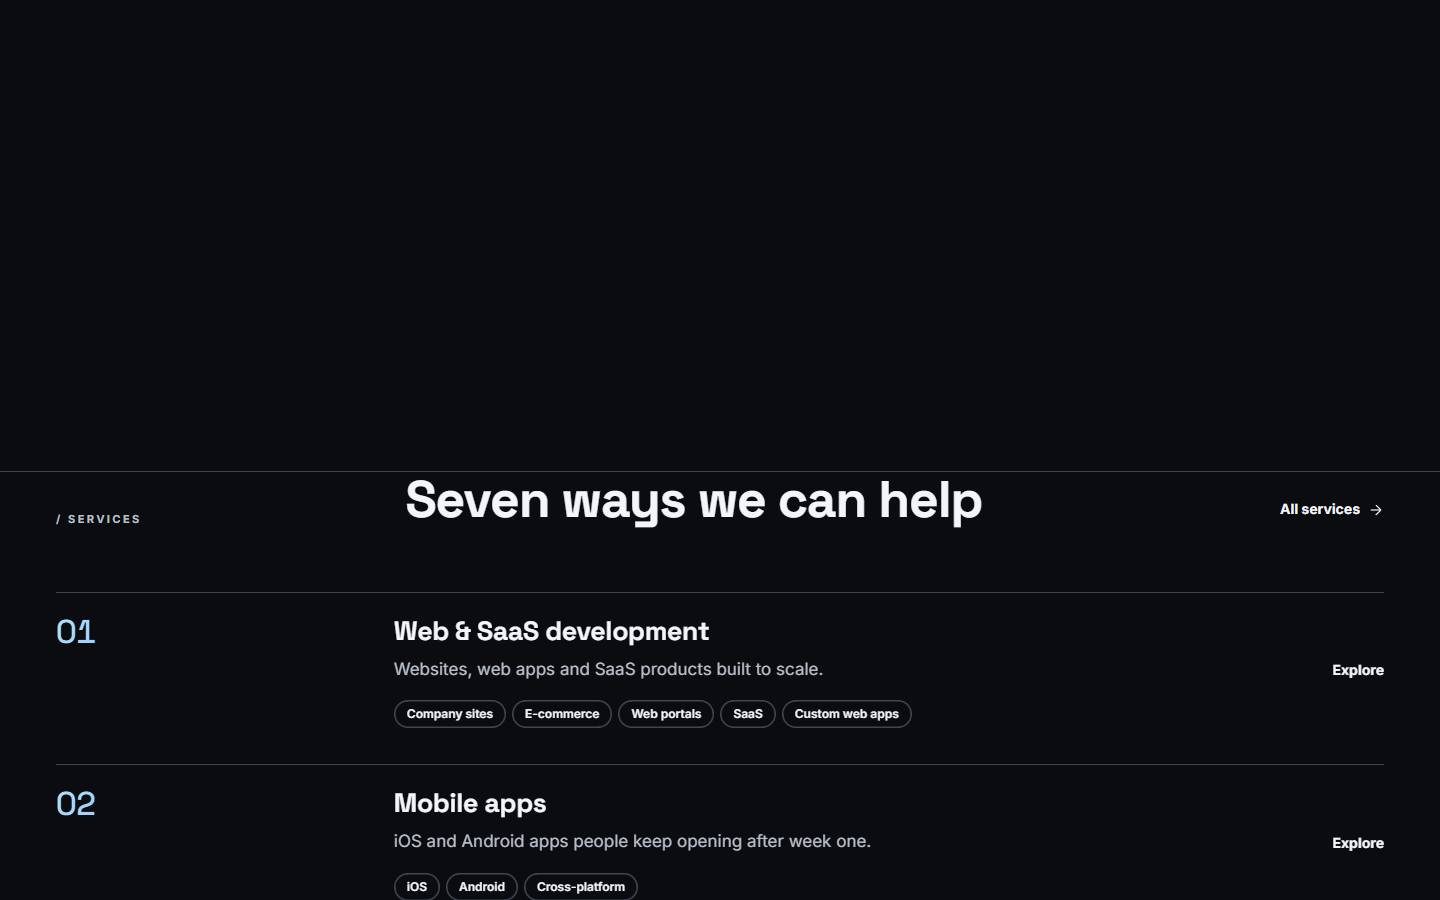 / SERVICES
Seven ways we can help
All services →
01
Web & SaaS development
Websites, web apps and SaaS products built to scale.
Explore
Company sites
E-commerce
Web portals
SaaS
Custom web apps
02
Mobile apps
iOS and Android apps people keep opening after week one.
Explore
iOS
Android
Cross-platform